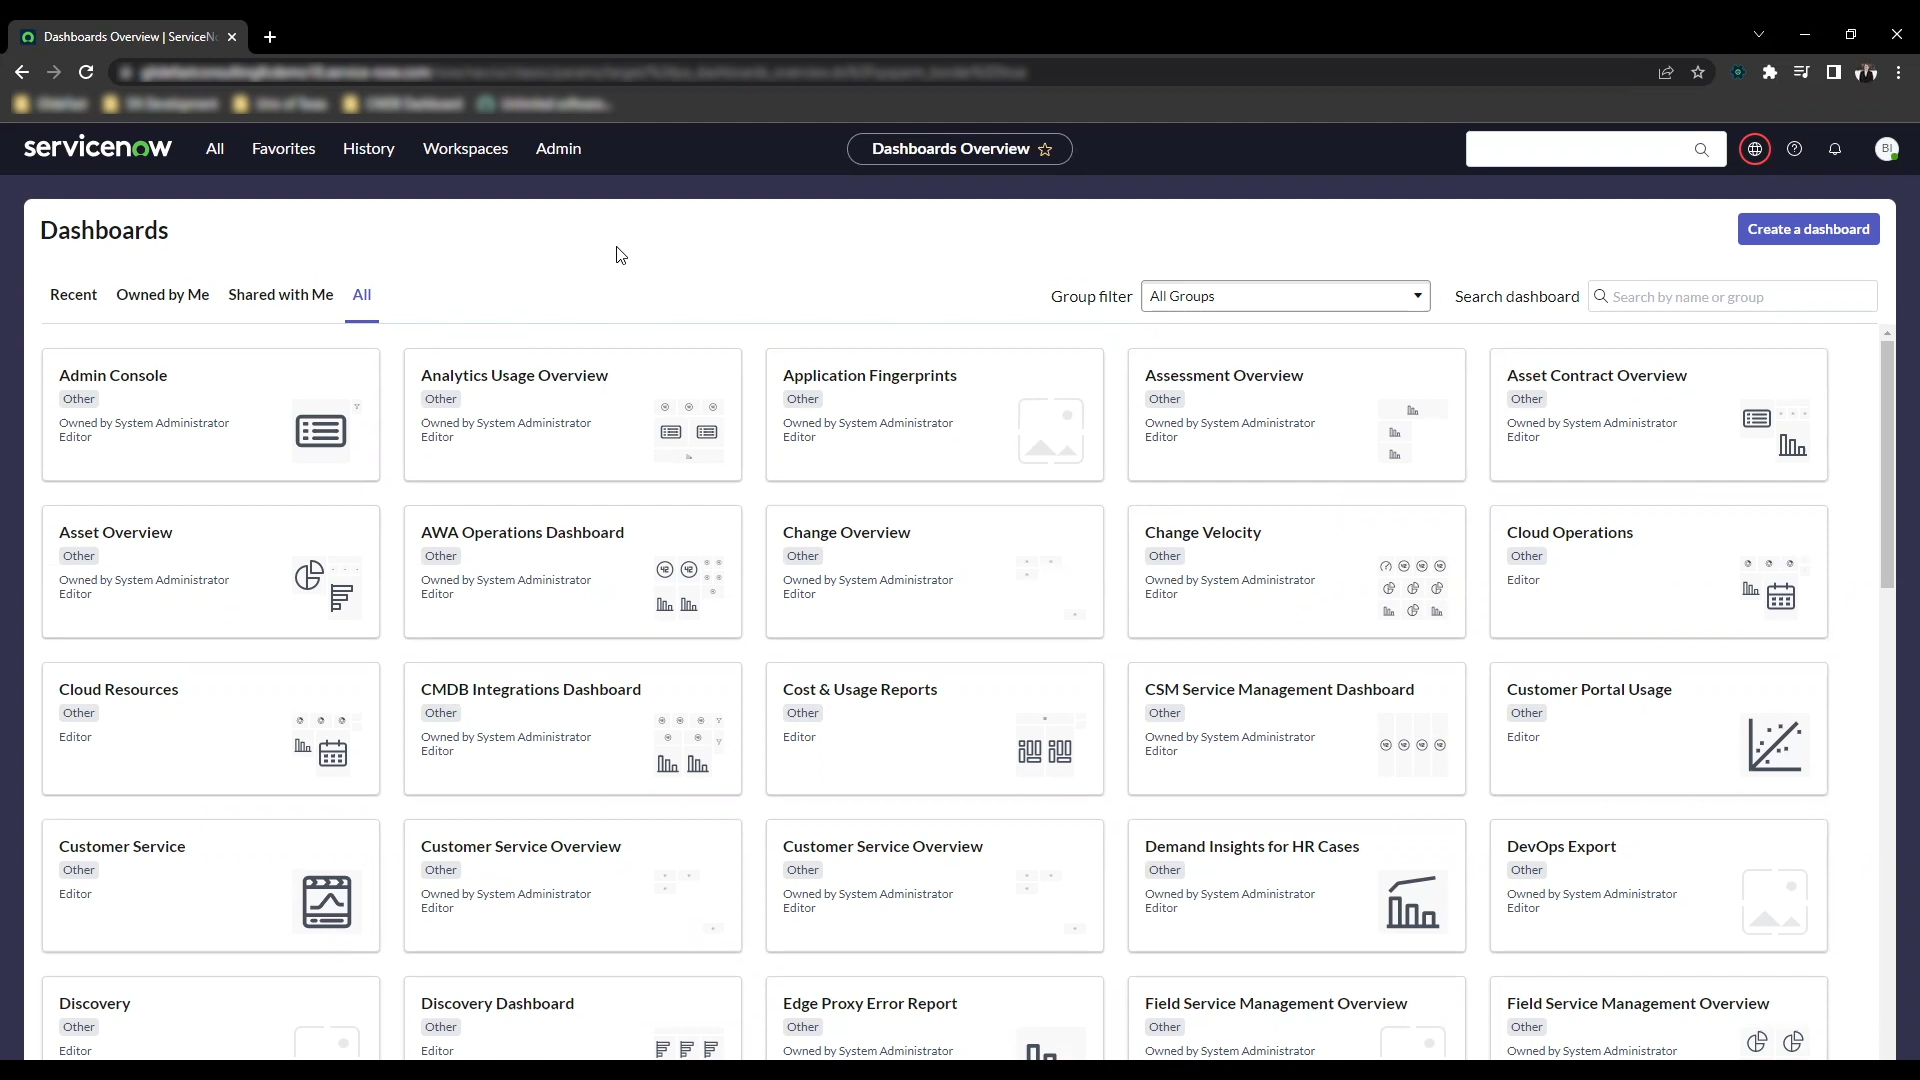 Dashboards Overview | ServiceN
servicenow
All
Favorites
History
Workspaces
Admin
Dashboards Overview
BI
Dashboards
Create a dashboard
Recent
Owned by Me
Shared with Me
All
Group filter
All Groups
Search dashboard
Search by name or group
Admin Console
Other
Owned by System Administrator
Editor
Analytics Usage Overview
Other
Owned by System Administrator
Editor
Application Fingerprints
Other
Owned by System Administrator
Editor
Assessment Overview
Other
Owned by System Administrator
Editor
Asset Contract Overview
Other
Owned by System Administrator
Editor
Asset Overview
Other
Owned by System Administrator
Editor
AWA Operations Dashboard
Other
Owned by System Administrator
Editor
Change Overview
Other
Owned by System Administrator
Editor
Change Velocity
Other
Owned by System Administrator
Editor
Cloud Operations
Other
Editor
Cloud Resources
Other
Editor
CMDB Integrations Dashboard
Other
Owned by System Administrator
Editor
Cost & Usage Reports
Other
Editor
CSM Service Management Dashboard
Other
Owned by System Administrator
Editor
Customer Portal Usage
Other
Editor
Customer Service
Other
Editor
Customer Service Overview
Other
Owned by System Administrator
Editor
Customer Service Overview
Other
Owned by System Administrator
Editor
Demand Insights for HR Cases
Other
Owned by System Administrator
Editor
DevOps Export
Other
Owned by System Administrator
Editor
Discovery
Other
Editor
Discovery Dashboard
Other
Editor
Edge Proxy Error Report
Other
Owned by System Administrator
Field Service Management Overview
Other
Owned by System Administrator
Field Service Management Overview
Other
Owned by System Administrator